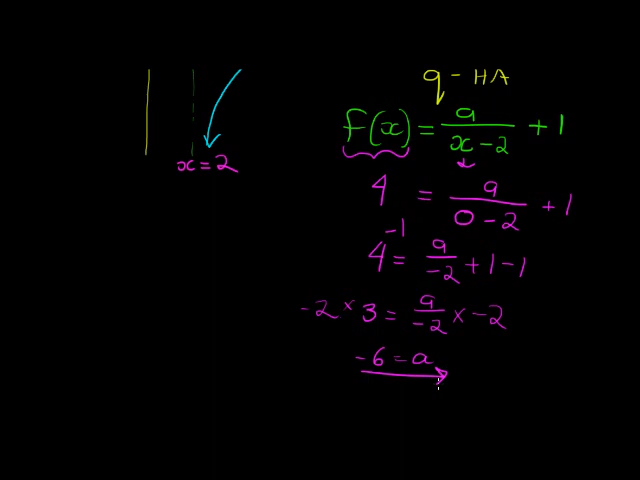 q - HA
f(x) = a/(x-2) + 1
x = 2
4 = a/(0-2) + 1
4 -1 = a/-2 + 1 - 1
-2 × 3 = a/-2 × -2
-6 = a